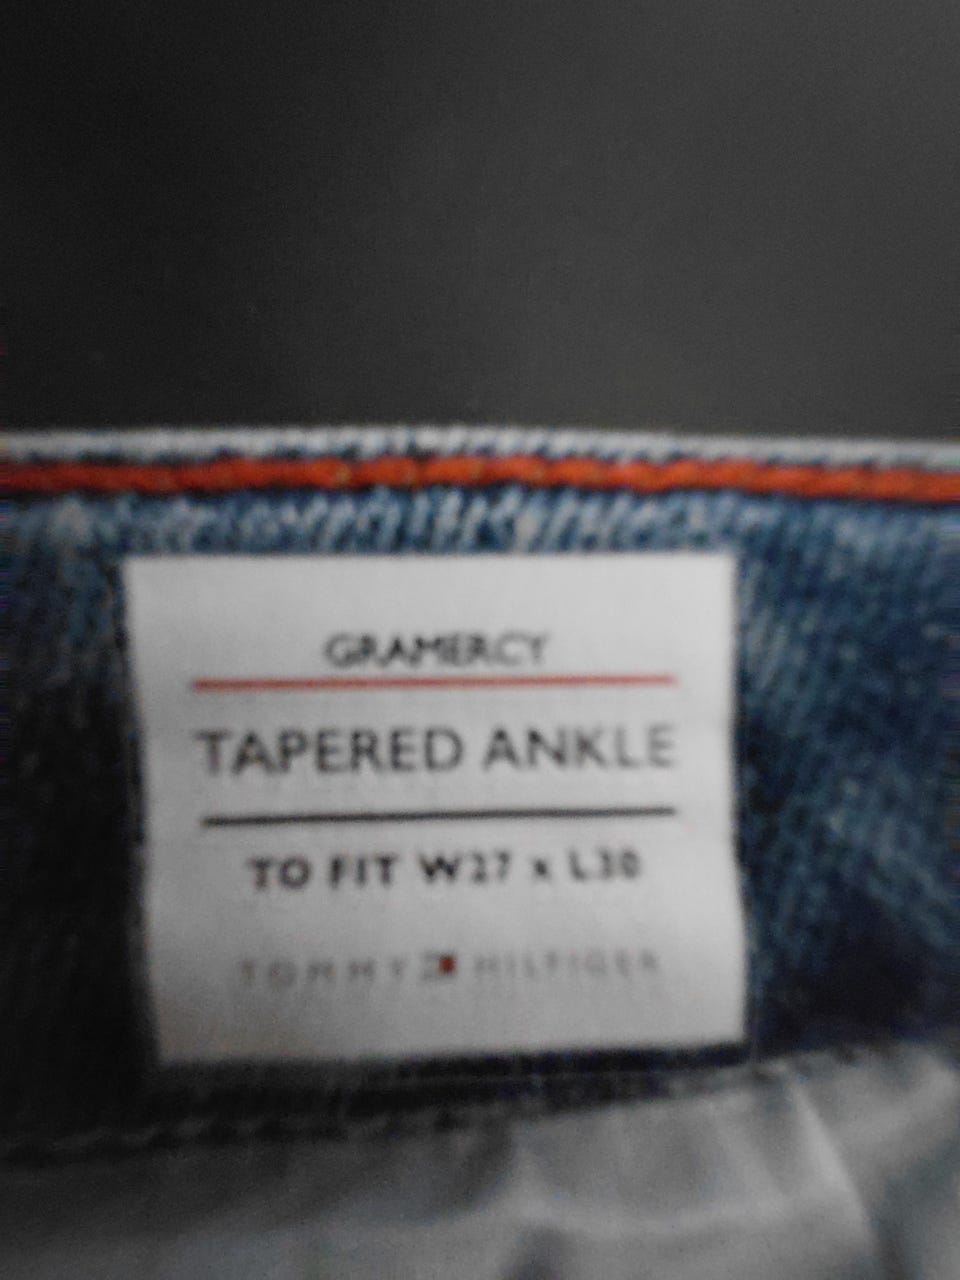 GRAMERCY
TAPERED ANKLE
TO FIT W27 x L30
TOMMY HILFIGER